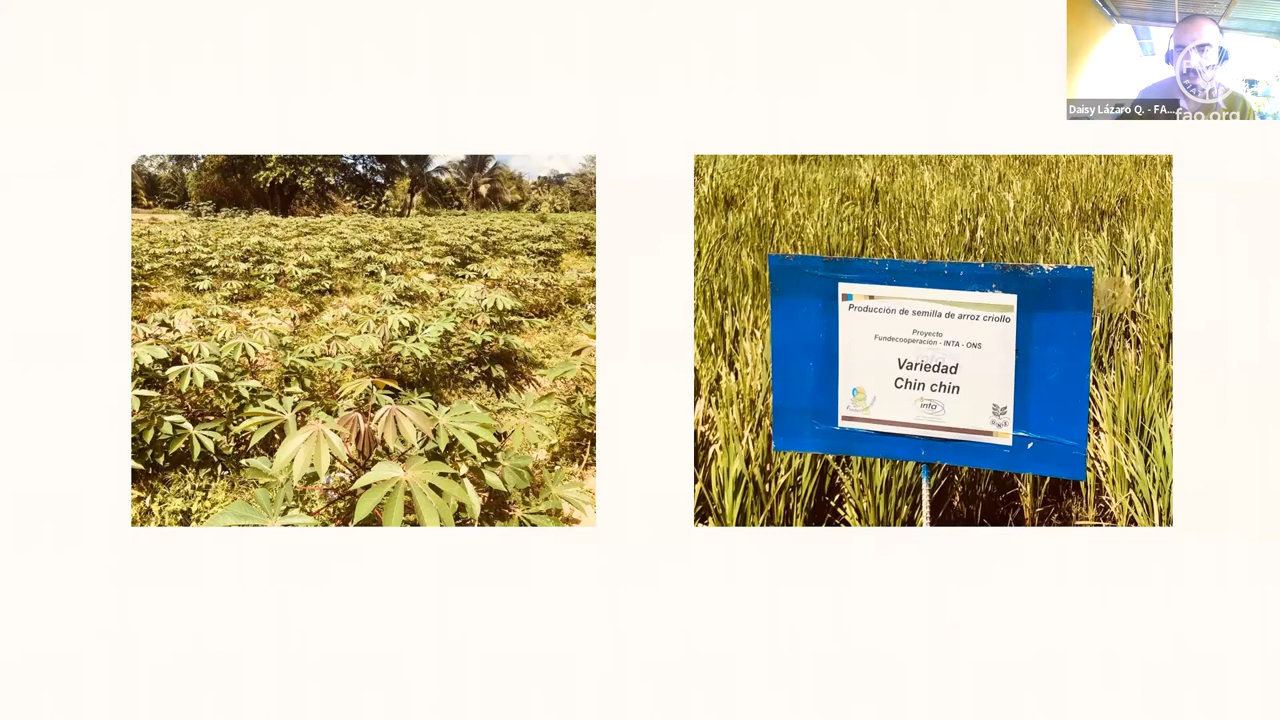 Daisy Lázaro Q. - FA...
fao.org
Producción de semilla de arroz criollo
Proyecto
Fundecooperación - INTA - ONS
Variedad
Chin chin
inta
ONS